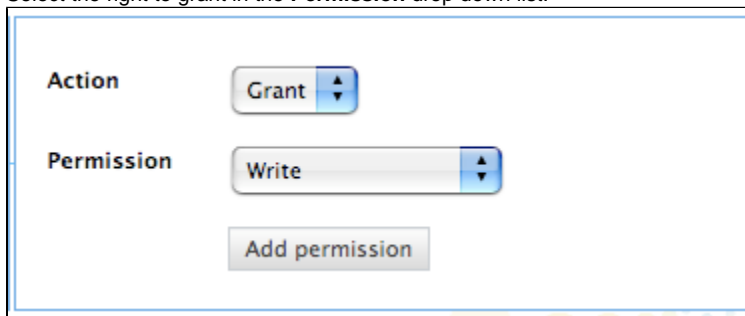 Select the right to grant in the Permission drop down list.
Action Grant
Permission Write
Add permission